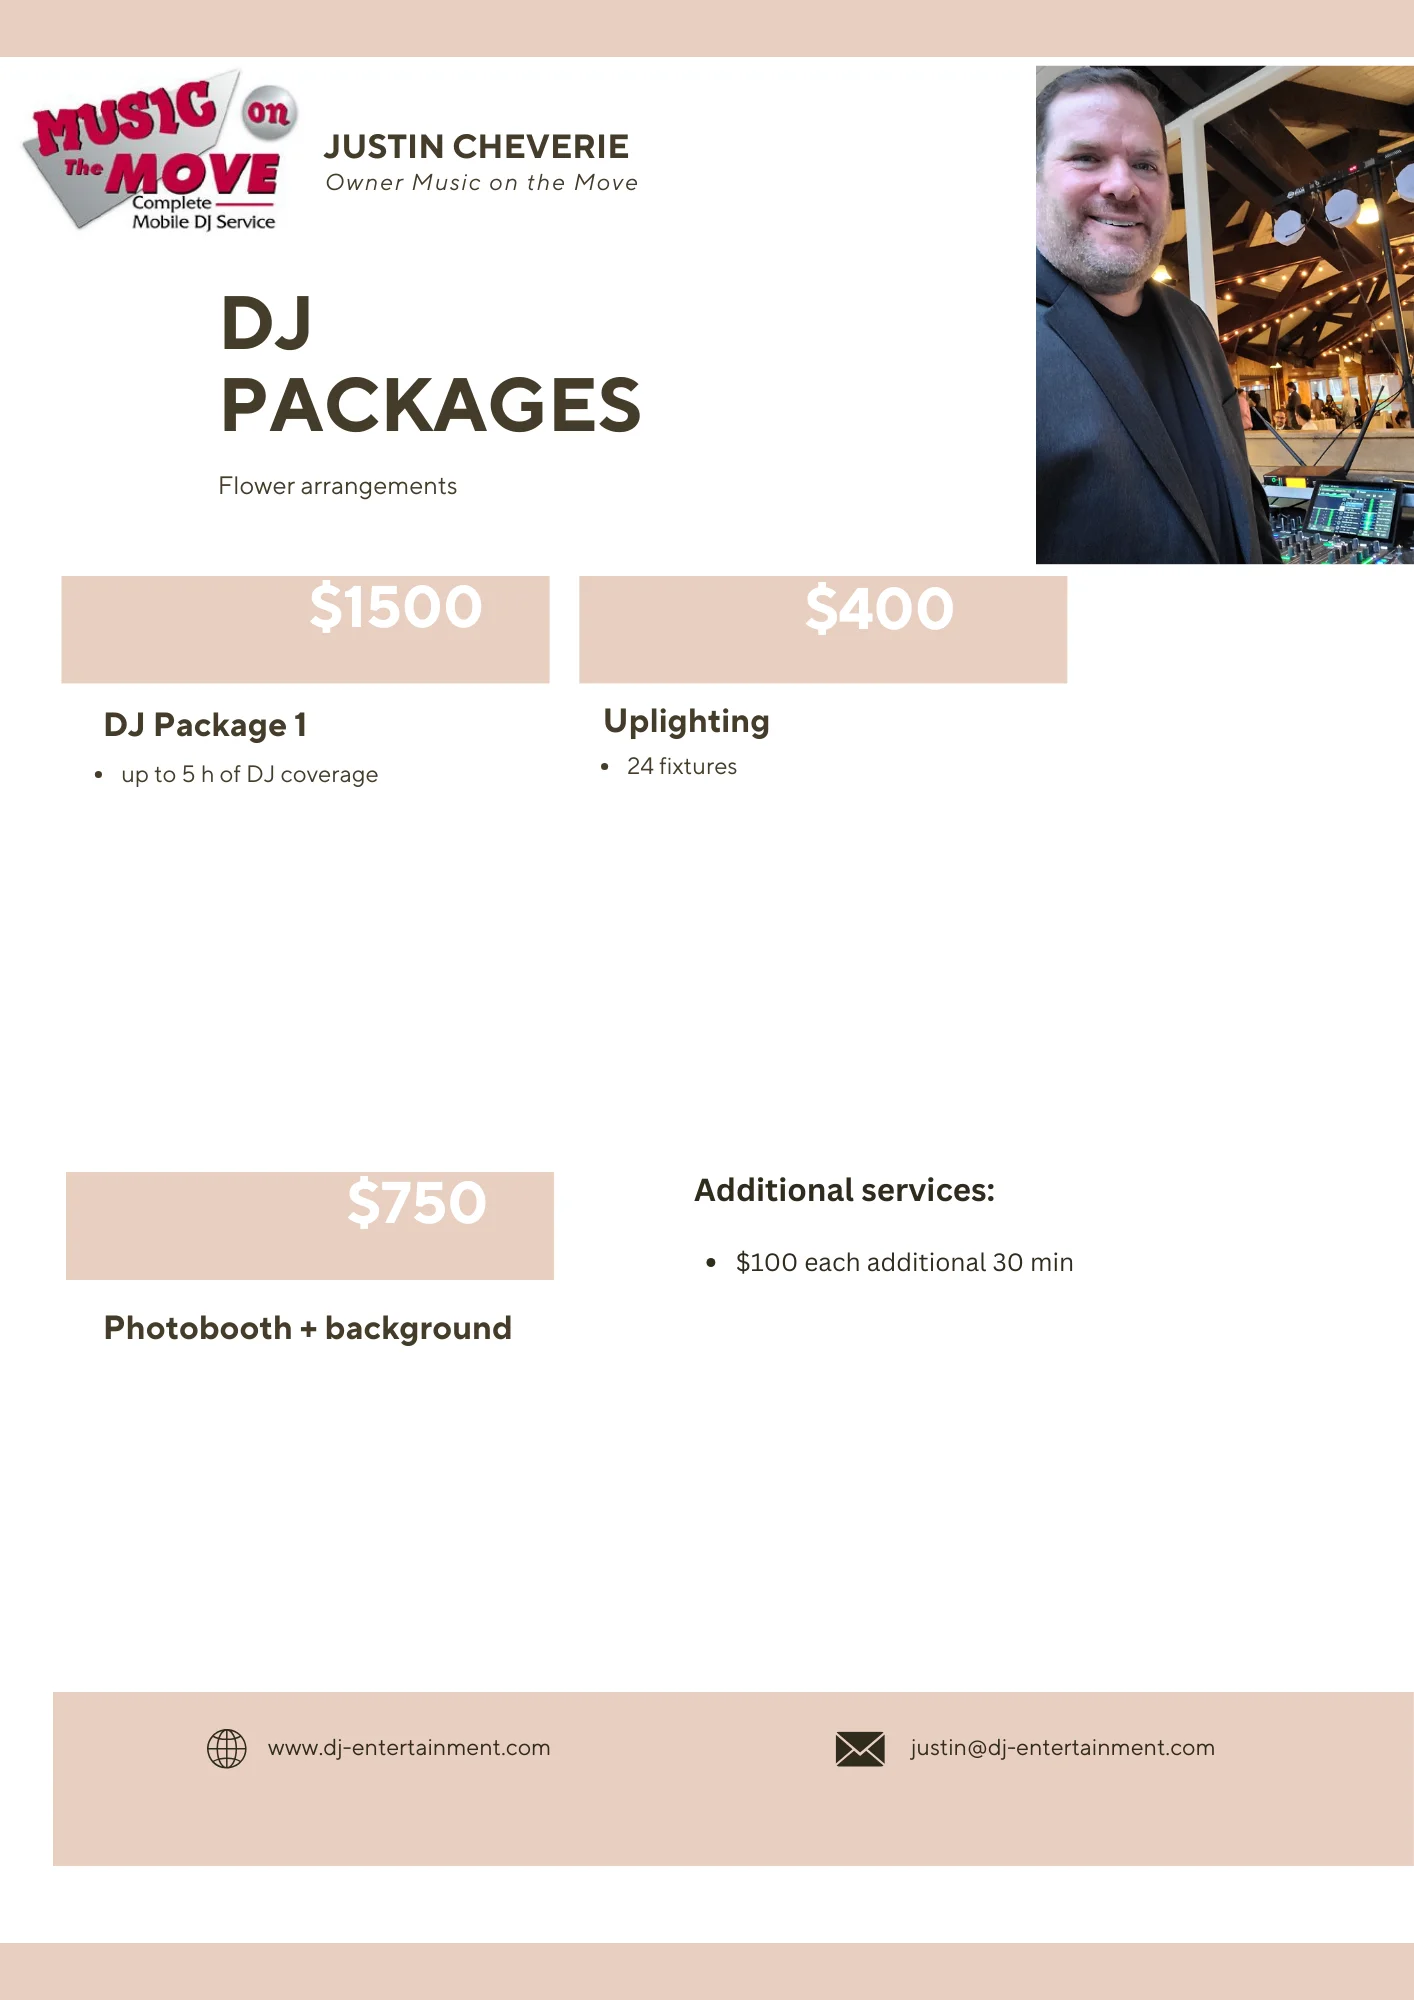 MUSIC on
The MOVE
Complete
Mobile DJ Service
JUSTIN CHEVERIE
Owner Music on the Move
DJ
PACKAGES
Flower arrangements
$1500
DJ Package 1
• up to 5 h of DJ coverage
$400
Uplighting
• 24 fixtures
$750
Photobooth + background
Additional services:
• $100 each additional 30 min
www.dj-entertainment.com
justin@dj-entertainment.com